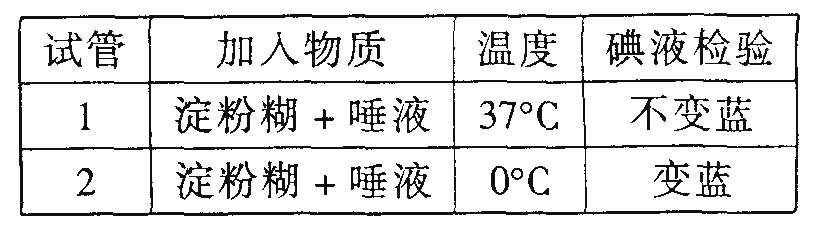 试管 加入物质 温度 碘液检验
1 淀粉糊 + 唾液 37°C 不变蓝
2 淀粉糊 + 唾液 0°C 变蓝